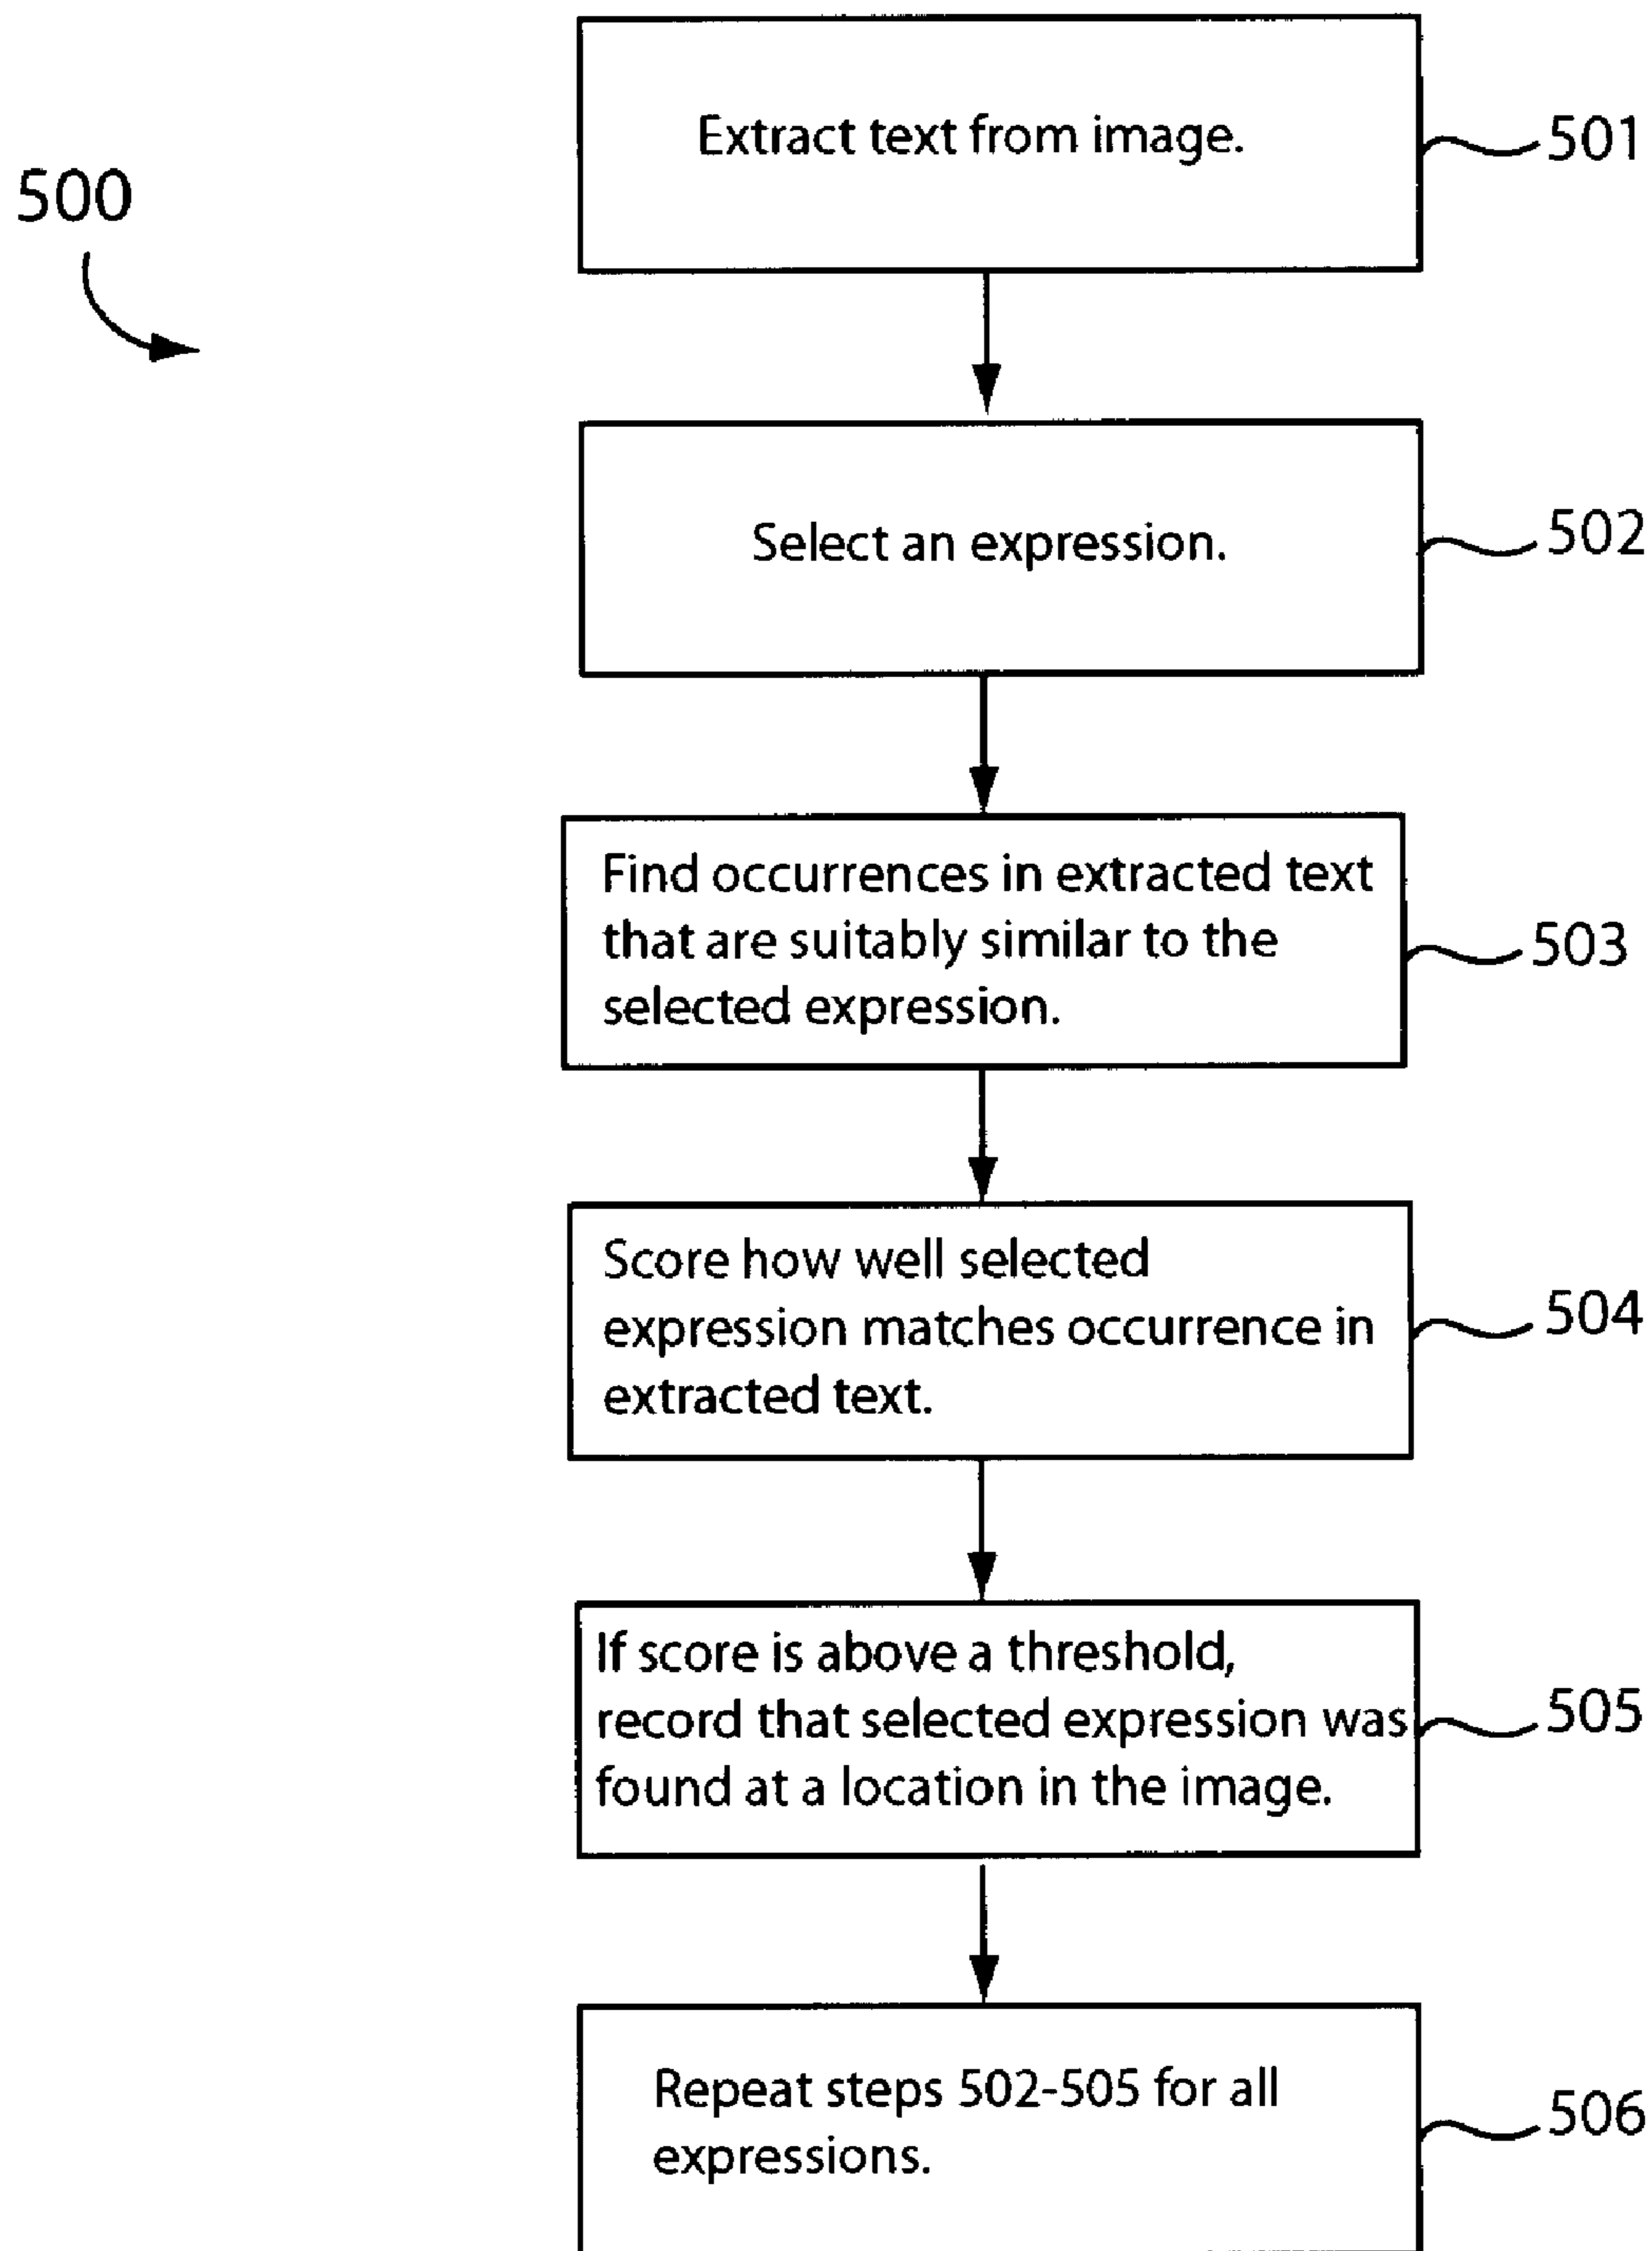 500
Extract text from image.
501
Select an expression.
502
Find occurrences in extracted text
that are suitably similar to the
selected expression.
503
Score how well selected
expression matches occurrence in
extracted text.
504
If score is above a threshold,
record that selected expression was
found at a location in the image.
505
Repeat steps 502-505 for all
expressions.
506